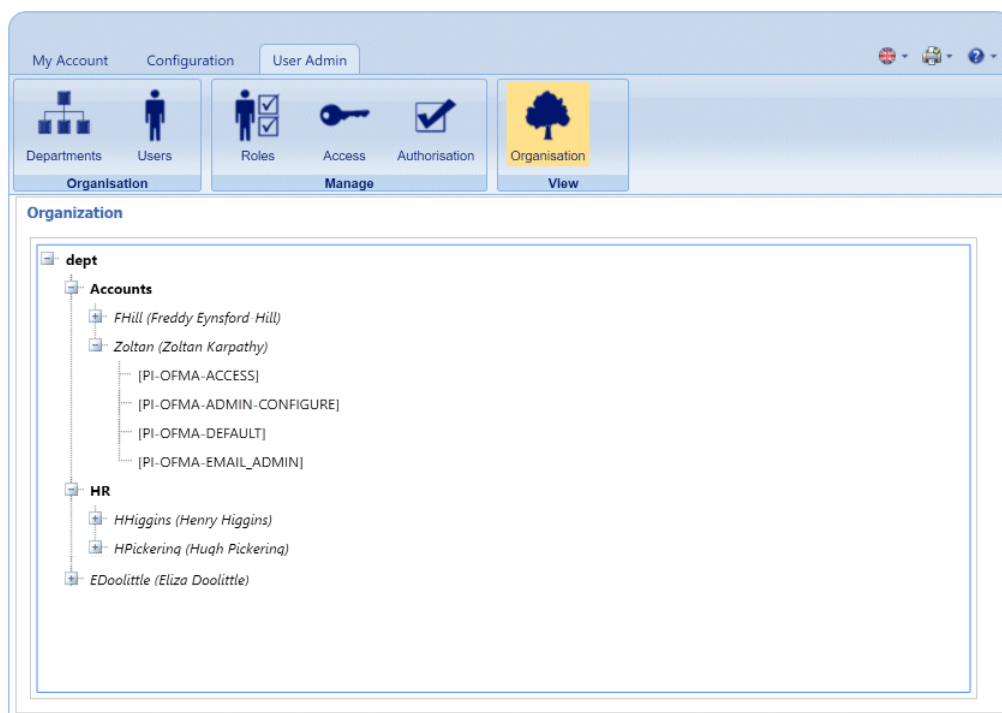 My Account Configuration User Admin
Departments Users Roles Access Authorisation Organisation
Organisation Manage View
Organization
dept
Accounts
FHill (Freddy Eynsford-Hill)
Zoltan (Zoltan Karpathy)
[PI-OFMA-ACCESS]
[PI-OFMA-ADMIN-CONFIGURE]
[PI-OFMA-DEFAULT]
[PI-OFMA-EMAIL_ADMIN]
HR
HHiggins (Henry Higgins)
HPickering (Hugh Pickering)
EDoolittle (Eliza Doolittle)